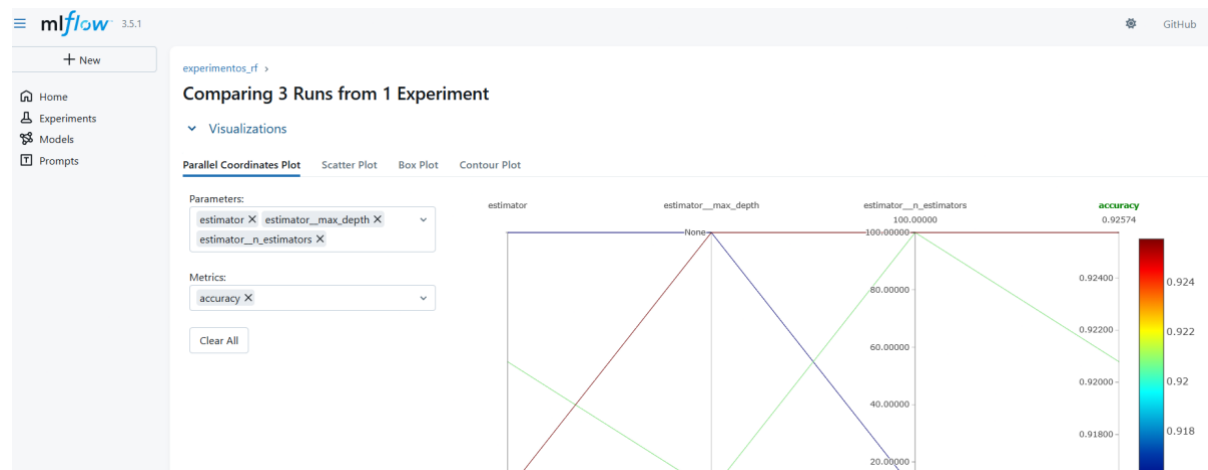 mlflow 3.5.1
GitHub
+ New
Home
Experiments
Models
Prompts
experimentos_rf >
Comparing 3 Runs from 1 Experiment
Visualizations
Parallel Coordinates Plot Scatter Plot Box Plot Contour Plot
Parameters:
estimator X estimator__max_depth X
estimator__n_estimators X
Metrics:
accuracy X
Clear All
estimator estimator__max_depth estimator__n_estimators accuracy
100.00000 0.92574
None 100.00000
0.92400
0.924
80.00000
0.92200
0.922
60.00000
0.92000
0.92
40.00000
0.91800
0.918
20.00000